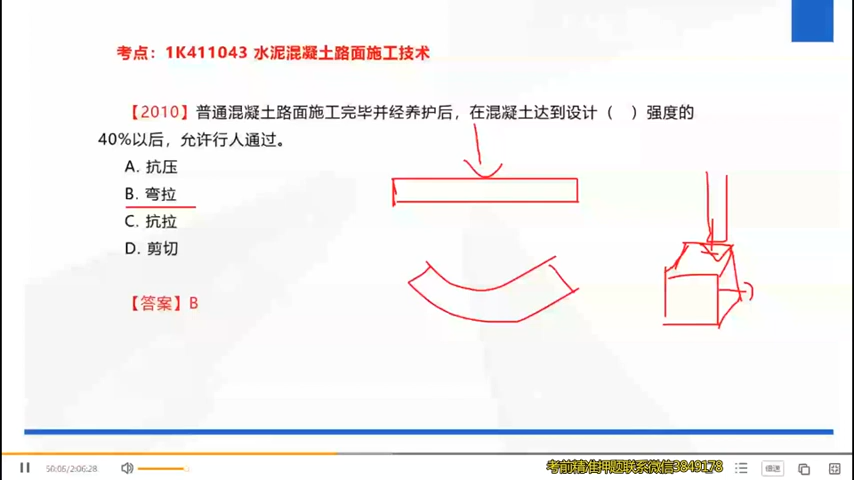 考点：1K411043 水泥混凝土路面施工技术
【2010】普通混凝土路面施工完毕并经养护后，在混凝土达到设计（ ）强度的
40%以后，允许行人通过。
A. 抗压
B. 弯拉
C. 抗拉
D. 剪切
【答案】B
50:05/2:06:28
考前精准押题联系微信3849178
倍速